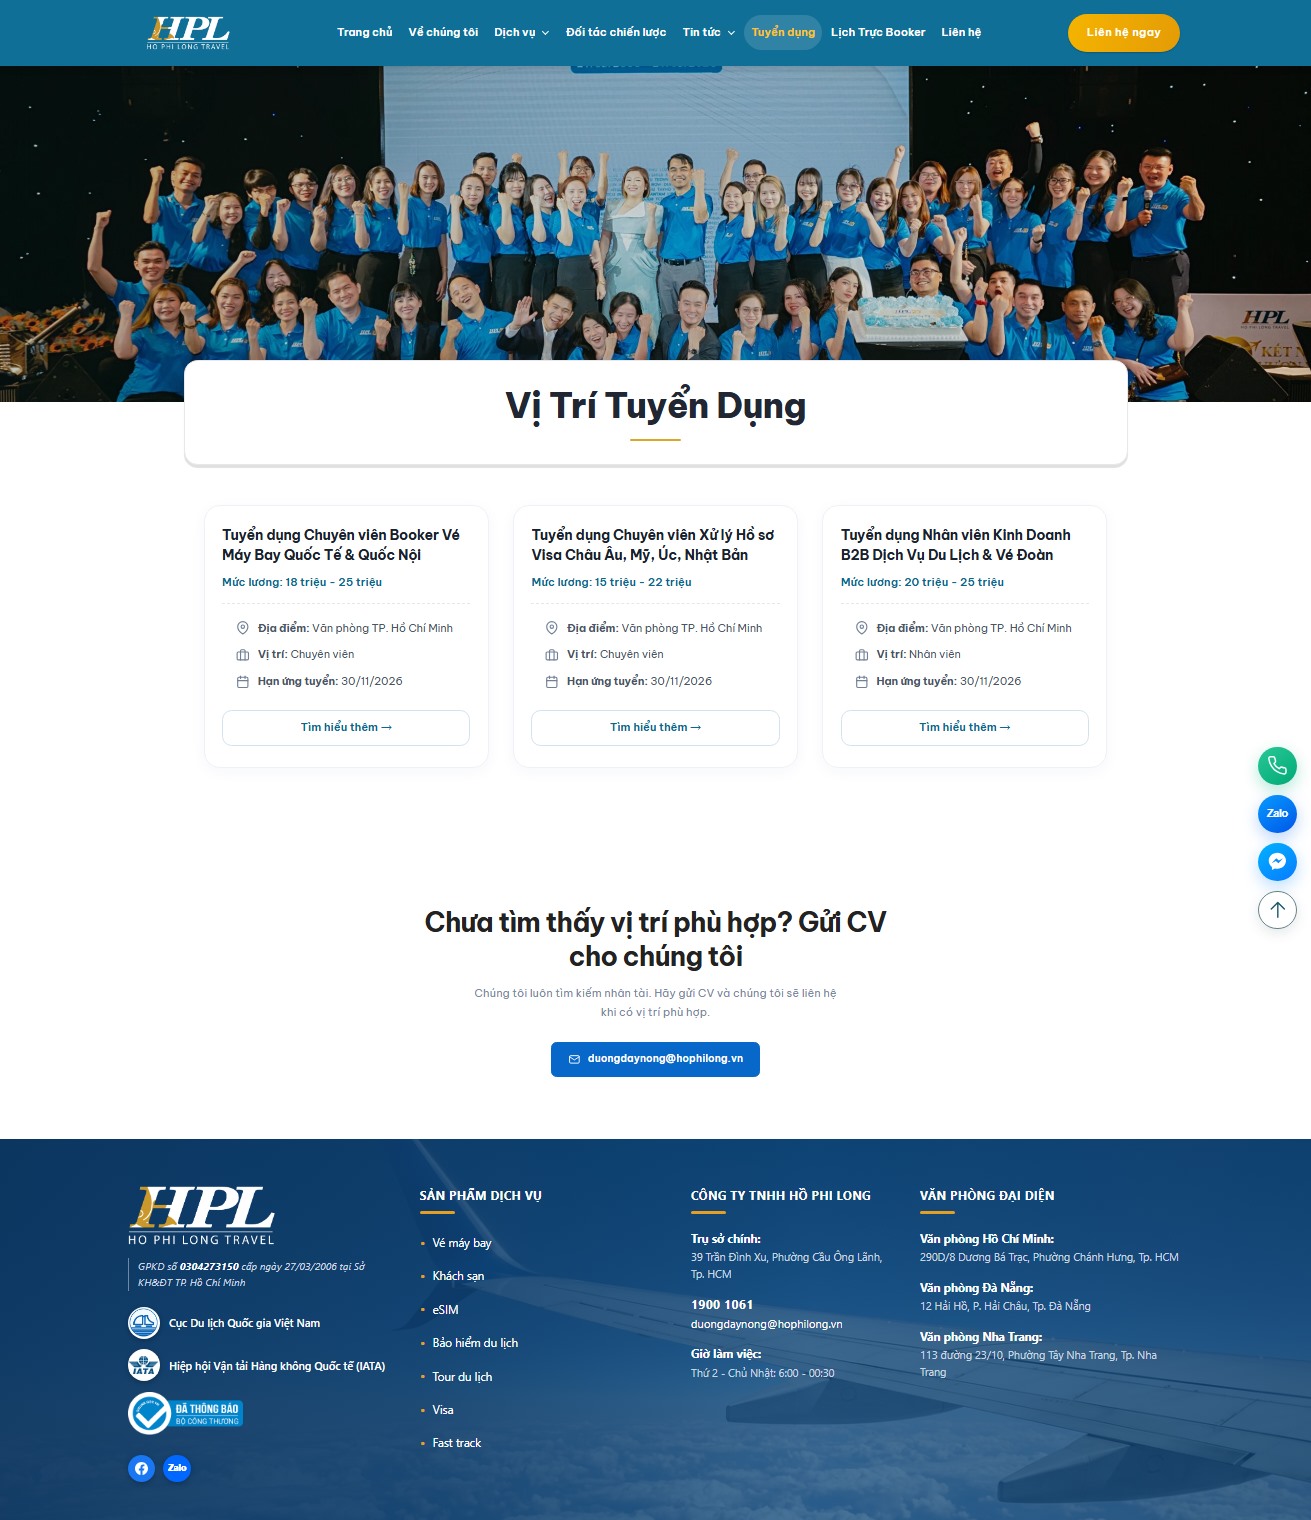 HPL
HO PHI LONG TRAVEL
Trang chủ
Về chúng tôi
Dịch vụ
Đối tác chiến lược
Tin tức
Tuyển dụng
Lịch Trực Booker
Liên hệ
Liên hệ ngay
HPL
Vị Trí Tuyển Dụng
Tuyển dụng Chuyên viên Booker Vé
Máy Bay Quốc Tế & Quốc Nội
Mức lương: 18 triệu - 25 triệu
Địa điểm: Văn phòng TP. Hồ Chí Minh
Vị trí: Chuyên viên
Hạn ứng tuyển: 30/11/2026
Tìm hiểu thêm →
Tuyển dụng Chuyên viên Xử lý Hồ sơ
Visa Châu Âu, Mỹ, Úc, Nhật Bản
Mức lương: 15 triệu - 22 triệu
Địa điểm: Văn phòng TP. Hồ Chí Minh
Vị trí: Chuyên viên
Hạn ứng tuyển: 30/11/2026
Tìm hiểu thêm →
Tuyển dụng Nhân viên Kinh Doanh
B2B Dịch Vụ Du Lịch & Vé Đoàn
Mức lương: 20 triệu - 25 triệu
Địa điểm: Văn phòng TP. Hồ Chí Minh
Vị trí: Nhân viên
Hạn ứng tuyển: 30/11/2026
Tìm hiểu thêm →
Zalo
Chưa tìm thấy vị trí phù hợp? Gửi CV
cho chúng tôi
Chúng tôi luôn tìm kiếm nhân tài. Hãy gửi CV và chúng tôi sẽ liên hệ
khi có vị trí phù hợp.
duongdaynong@hophilong.vn
HPL
HO PHI LONG TRAVEL
GPKD số 0304273150 cấp ngày 27/03/2006 tại Sở
KH&ĐT TP. Hồ Chí Minh
Cục Du lịch Quốc gia Việt Nam
IATA
Hiệp hội Vận tải Hàng không Quốc tế (IATA)
ĐÃ THÔNG BÁO
BỘ CÔNG THƯƠNG
Zalo
SẢN PHẨM DỊCH VỤ
Vé máy bay
Khách sạn
eSIM
Bảo hiểm du lịch
Tour du lịch
Visa
Fast track
CÔNG TY TNHH HỒ PHI LONG
Trụ sở chính:
39 Trần Đình Xu, Phường Cầu Ông Lãnh,
Tp. HCM
1900 1061
duongdaynong@hophilong.vn
Giờ làm việc:
Thứ 2 - Chủ Nhật: 6:00 - 00:30
VĂN PHÒNG ĐẠI DIỆN
Văn phòng Hồ Chí Minh:
290D/8 Dương Bá Trạc, Phường Chánh Hưng, Tp. HCM
Văn phòng Đà Nẵng:
12 Hải Hồ, P. Hải Châu, Tp. Đà Nẵng
Văn phòng Nha Trang:
113 đường 23/10, Phường Tây Nha Trang, Tp. Nha
Trang